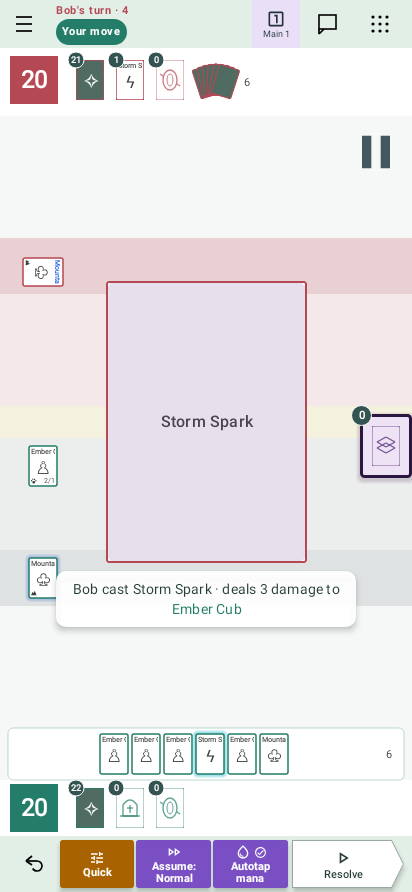 Bob's turn · 4
Your move
1
Main 1
20
21
1
Storm S
0
6
Mounta
Storm Spark
0
Ember C
2/1
Mounta
Bob cast Storm Spark · deals 3 damage to
Ember Cub
Ember C
Ember C
Ember C
Storm S
Ember C
Mounta
6
20
22
0
0
Quick
Assume:
Normal
Autotap
mana
Resolve